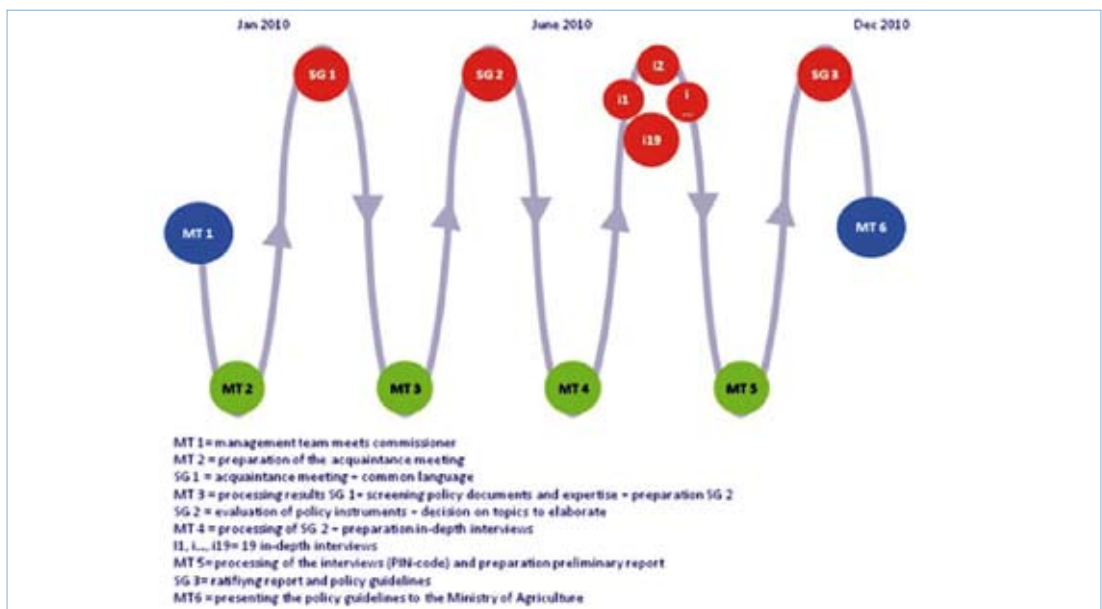 Jan 2010 June 2010 Dec 2010
SG 1 SG 2 i2 SG 3
i1 i ...
i19
MT 1 MT 6
MT 2 MT 3 MT 4 MT 5
MT 1= management team meets commissioner
MT 2 = preparation of the acquaintance meeting
SG 1 = acquaintance meeting + common language
MT 3 = processing results SG 1+ screening policy documents and expertise + preparation SG 2
SG 2 = evaluation of policy instruments + decision on topics to elaborate
MT 4 = processing of SG 2 + preparation in-depth interviews
I1, i..., i19= 19 in-depth interviews
MT 5= processing of the interviews (PIN-code) and preparation preliminary report
SG 3= ratifiyng report and policy guidelines
MT6 = presenting the policy guidelines to the Ministry of Agriculture